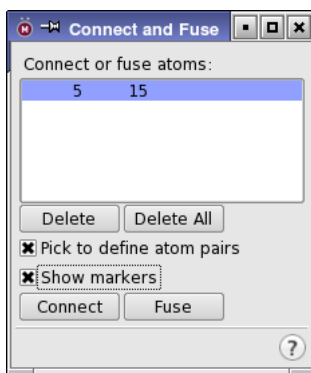 Connect and Fuse
Connect or fuse atoms:
5 15
Delete Delete All
Pick to define atom pairs
Show markers
Connect Fuse
?